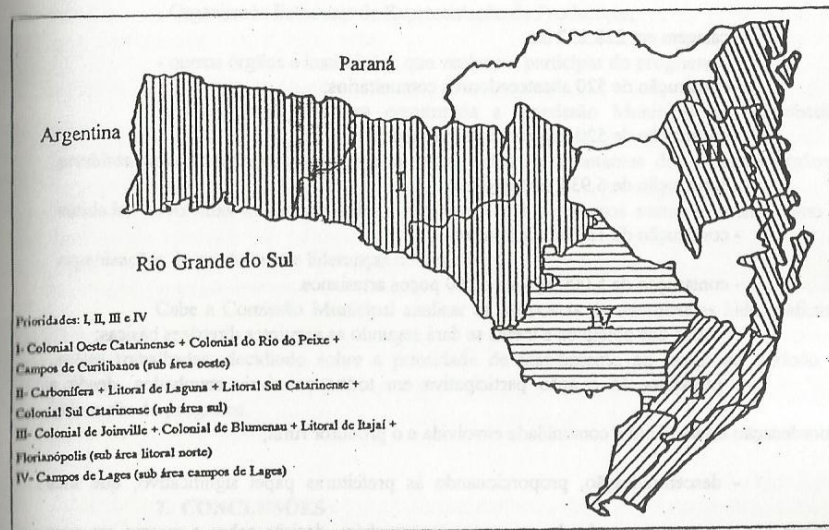 Paraná
Argentina
III
I
Rio Grande do Sul
IV
II
Prioridades: I, II, III e IV
I- Colonial Oeste Catarinense + Colonial do Rio do Peixe +
Campos de Curitibanos (sub área oeste)
II- Carbonífera + Litoral de Laguna + Litoral Sul Catarinense +
Colonial Sul Catarinense (sub área sul)
III- Colonial de Joinville + Colonial de Blumenau + Litoral de Itajaí +
Florianópolis (sub área litoral norte)
IV- Campos de Lages (sub área campos de Lages)